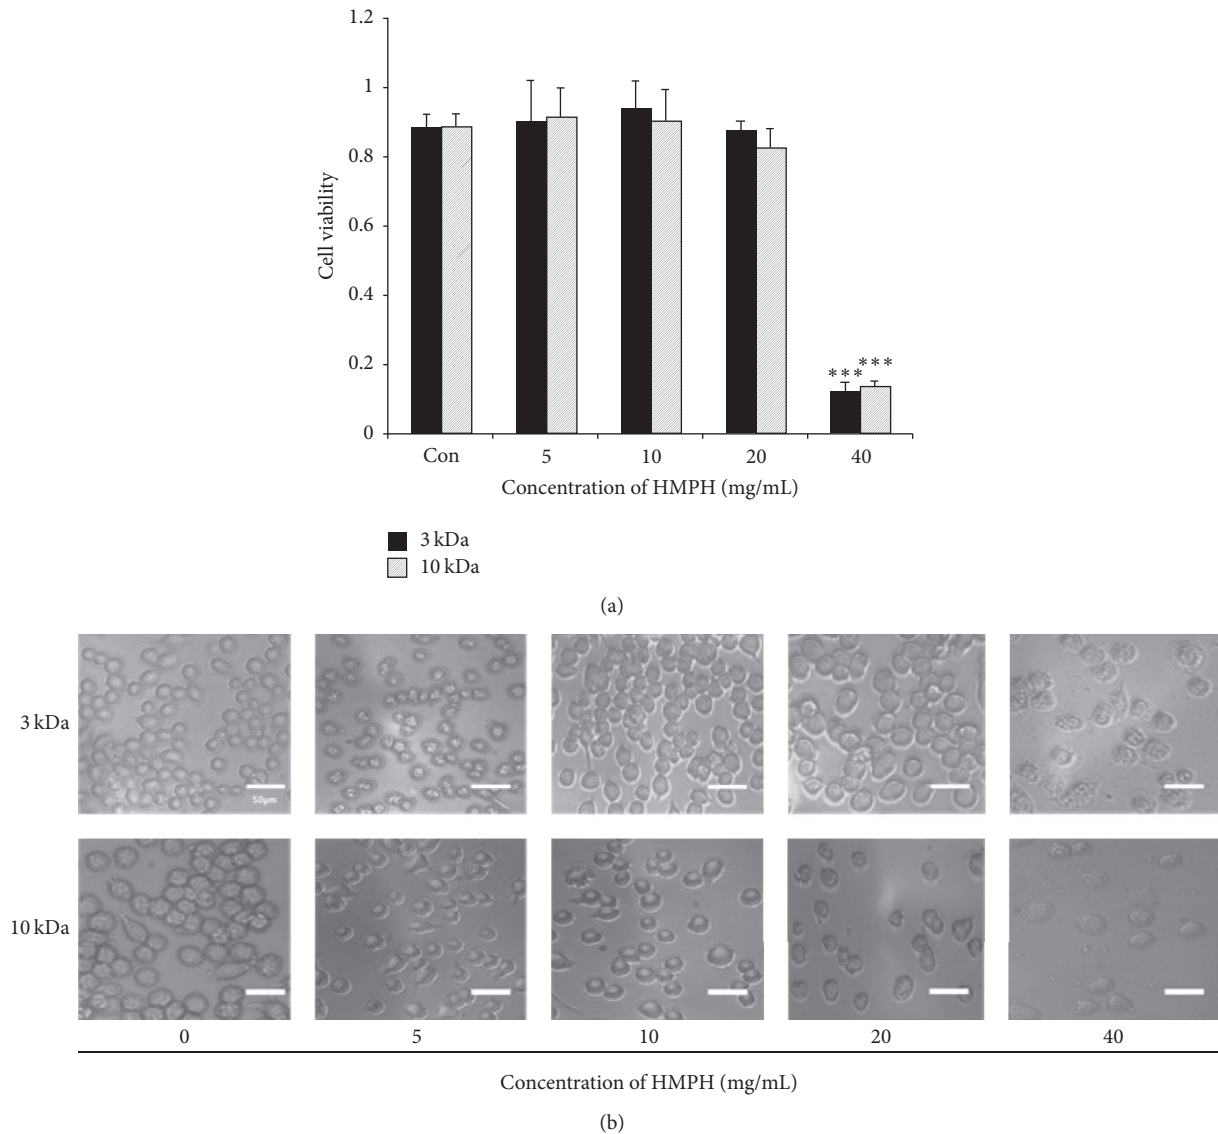 1.2
1
0.8
0.6
0.4
0.2
0
Cell viability
*** ***
Con 5 10 20 40
Concentration of HMPH (mg/mL)
3 kDa
10 kDa
(a)
3 kDa
50μm
10 kDa
0 5 10 20 40
Concentration of HMPH (mg/mL)
(b)